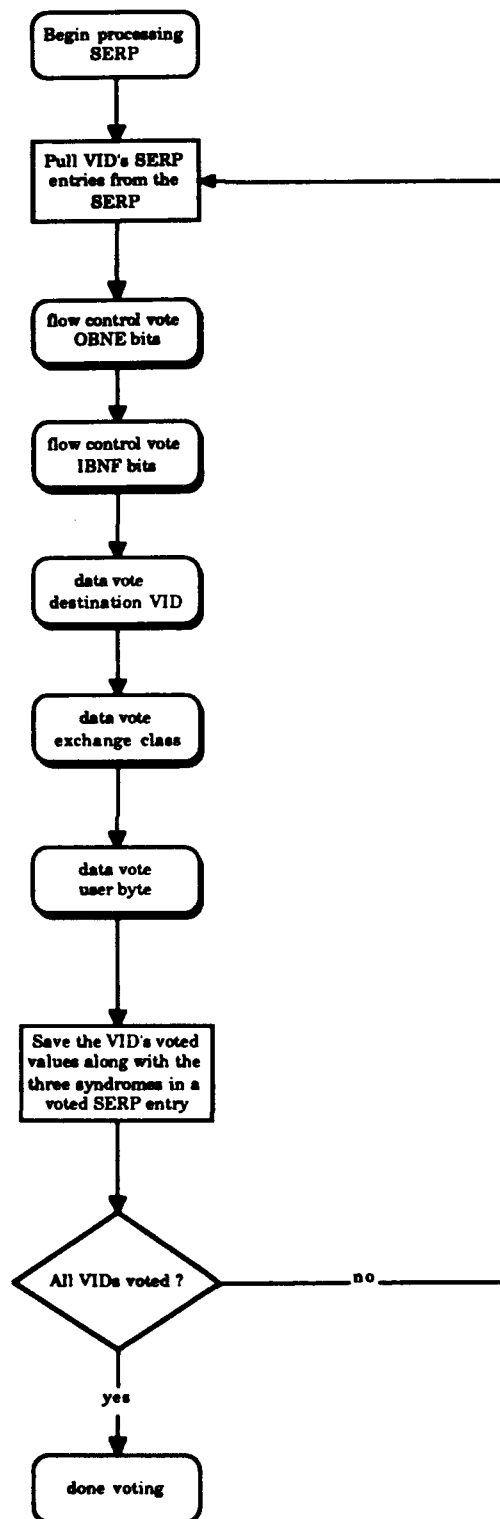 Begin processing
SERP
Pull VID's SERP
entries from the
SERP
flow control vote
OBNE bits
flow control vote
IBNF bits
data vote
destination VID
data vote
exchange class
data vote
user byte
Save the VID's voted
values along with the
three syndromes in a
voted SERP entry
All VIDs voted ?
no
yes
done voting